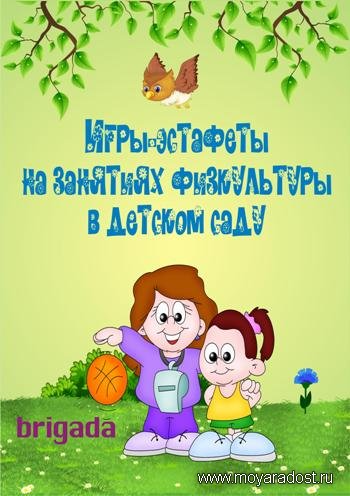 Игры-эстафеты
на занятиях физкультуры
в детском саду
brigada
www.moyaradost.ru